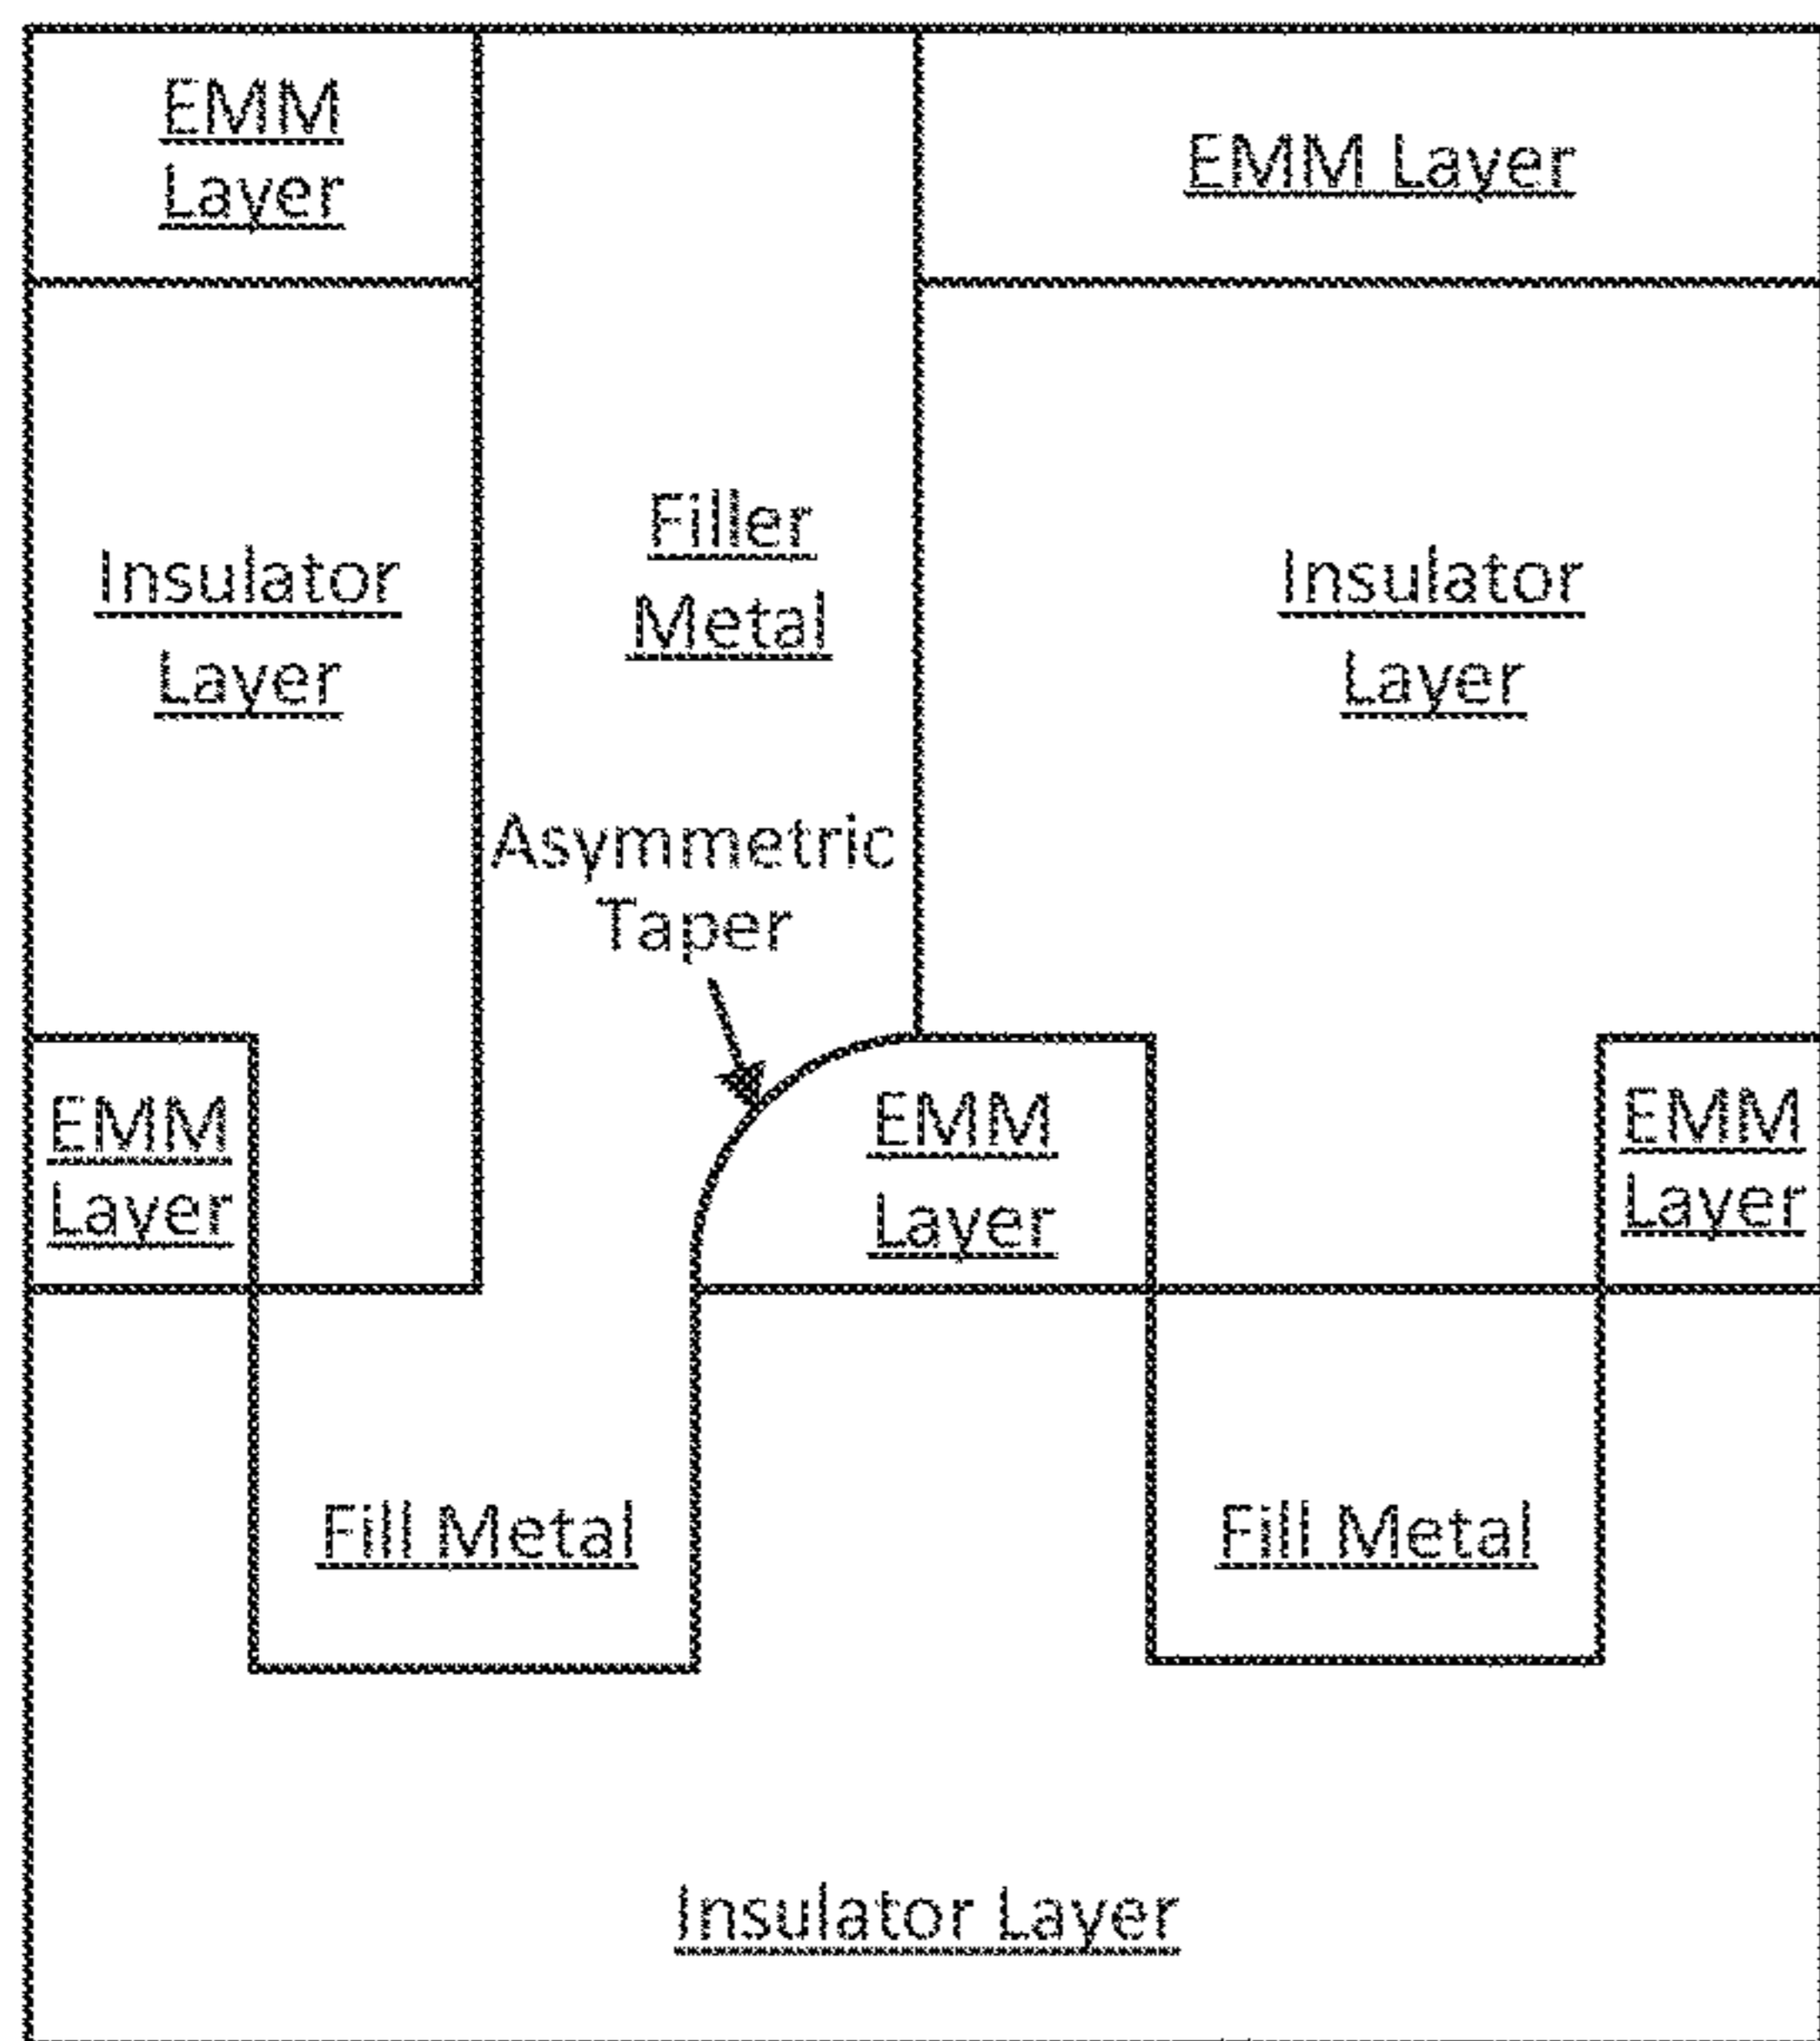 EMM
Layer
EMM Layer
Filler
Metal
Insulator
Layer
Insulator
Layer
Asymmetric
Taper
EMM
Layer
EMM
Layer
EMM
Layer
Fill Metal
Fill Metal
Insulator Layer